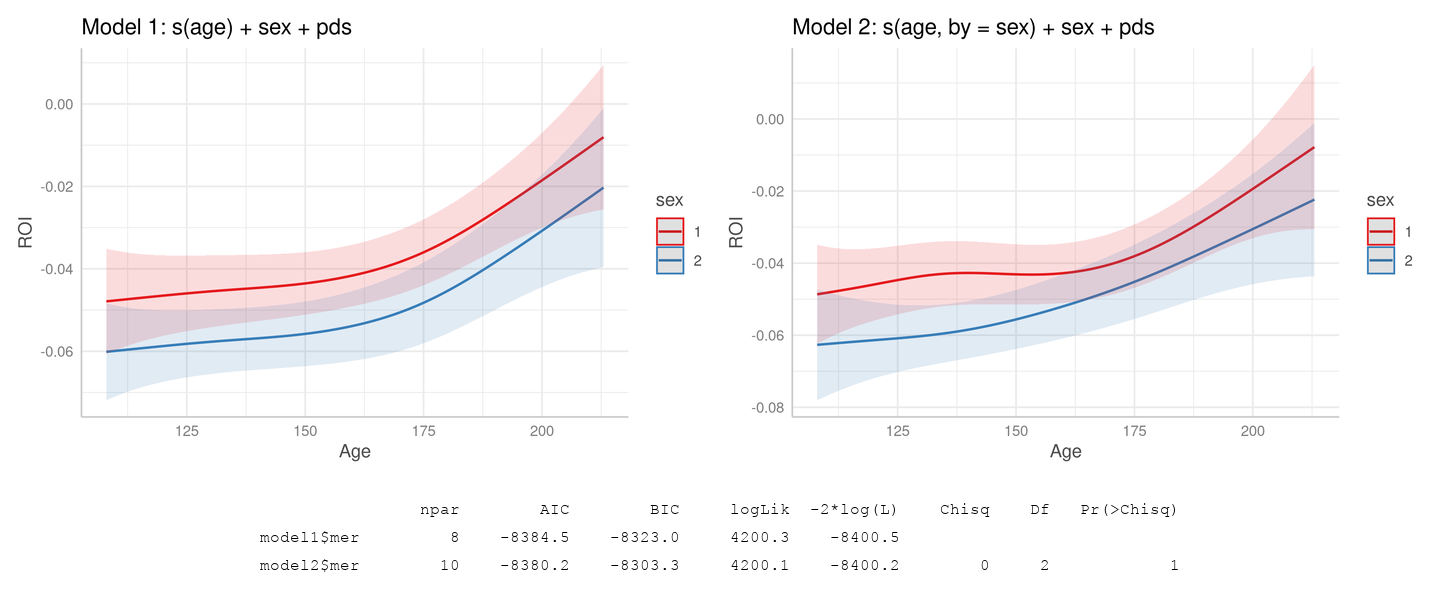 Model 1: s(age) + sex + pds
0.00
-0.02
-0.04
-0.06
ROI
125 150 175 200
Age
sex
1
2
Model 2: s(age, by = sex) + sex + pds
0.00
-0.02
-0.04
-0.06
-0.08
ROI
125 150 175 200
Age
sex
1
2
npar AIC BIC logLik -2*log(L) Chisq Df Pr(>Chisq)
model1$mer 8 -8384.5 -8323.0 4200.3 -8400.5
model2$mer 10 -8380.2 -8303.3 4200.1 -8400.2 0 2 1